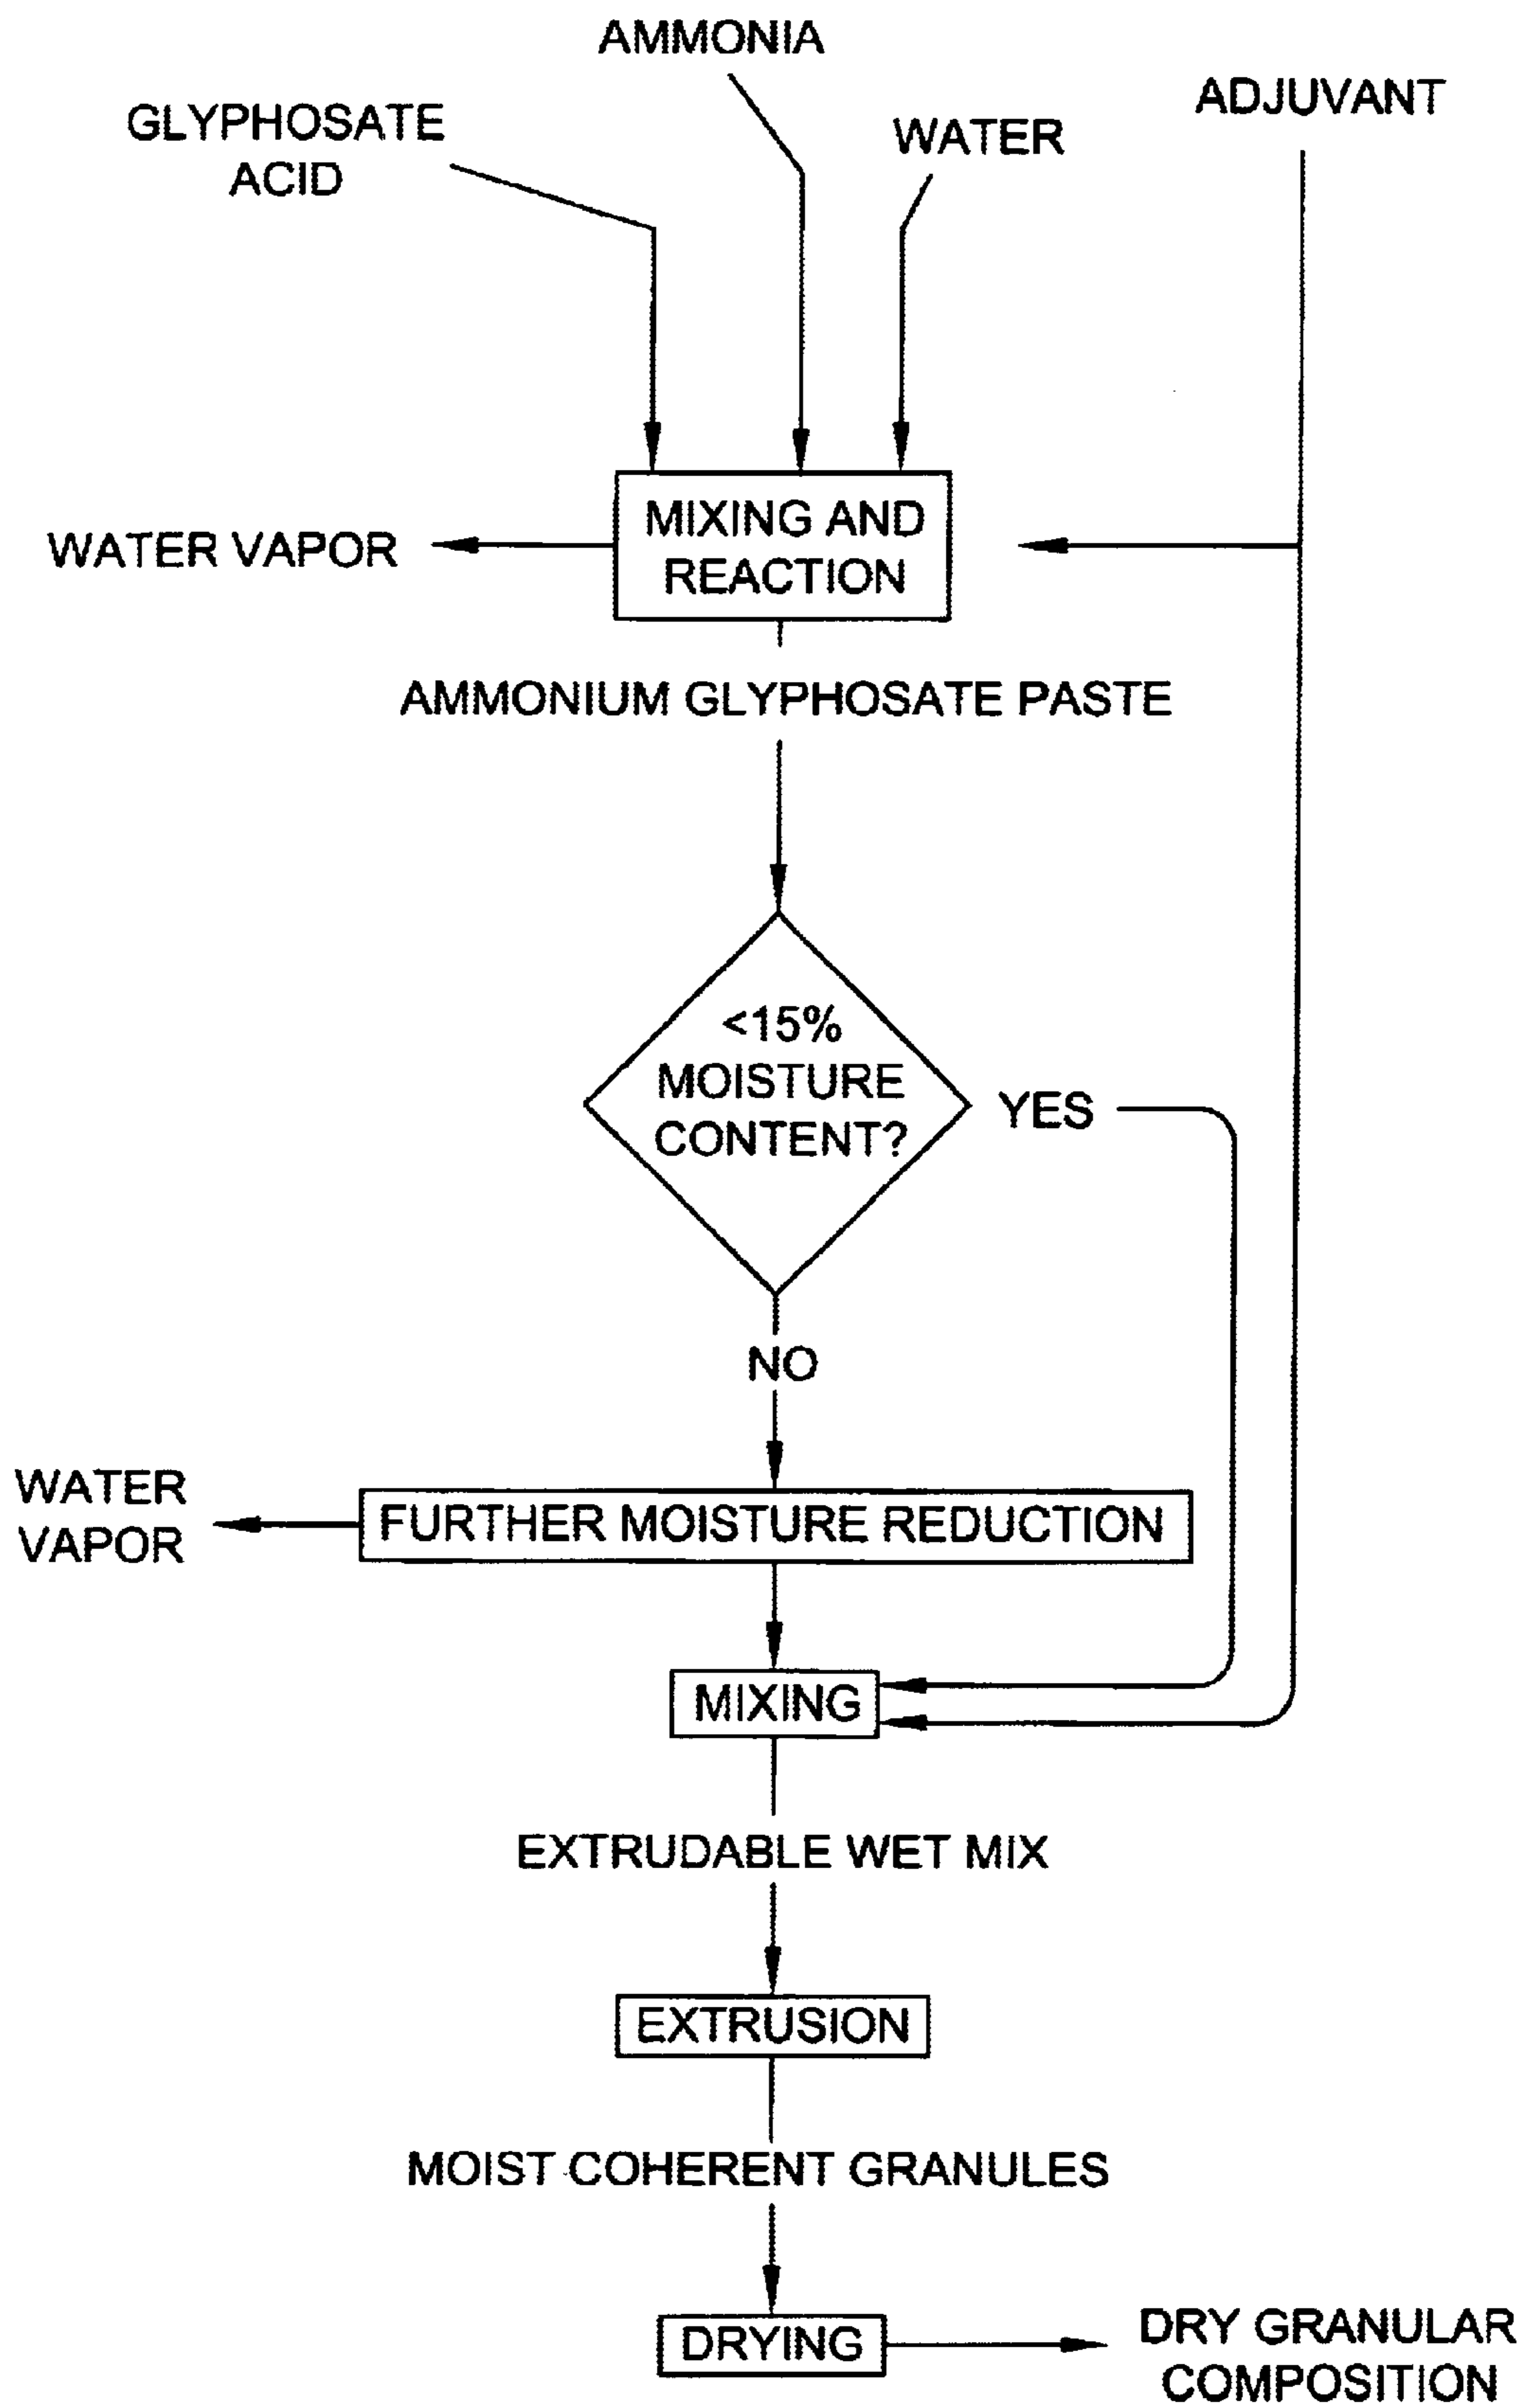 AMMONIA
GLYPHOSATE
ACID
WATER
ADJUVANT
MIXING AND
REACTION
WATER VAPOR
AMMONIUM GLYPHOSATE PASTE
<15%
MOISTURE
CONTENT?
YES
NO
WATER
VAPOR
FURTHER MOISTURE REDUCTION
MIXING
EXTRUDABLE WET MIX
EXTRUSION
MOIST COHERENT GRANULES
DRYING
DRY GRANULAR
COMPOSITION